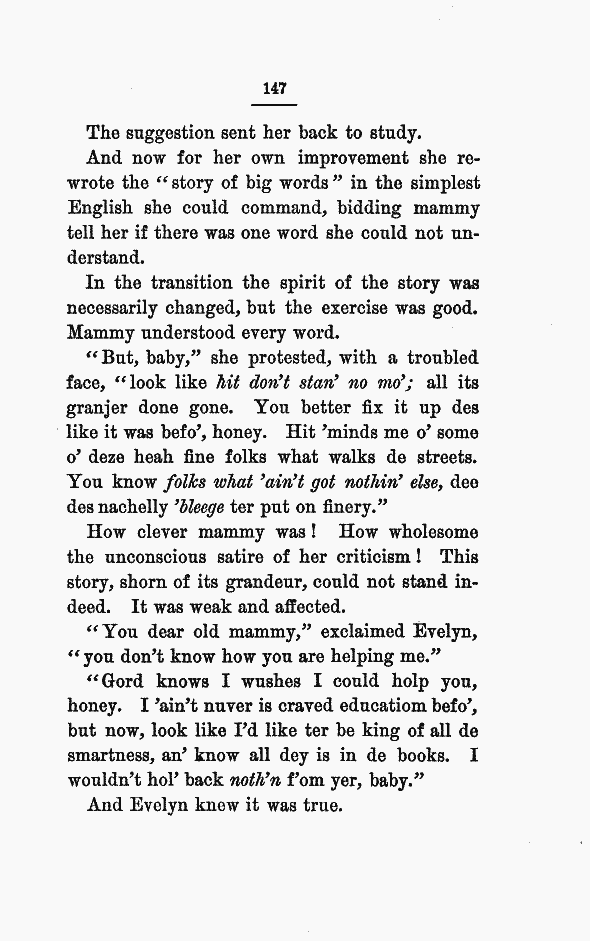 147
The suggestion sent her back to study.
And now for her own improvement she re-
wrote the “story of big words” in the simplest
English she could command, bidding mammy
tell her if there was one word she could not un-
derstand.
In the transition the spirit of the story was
necessarily changed, but the exercise was good.
Mammy understood every word.
“But, baby,” she protested, with a troubled
face, “look like hit don’t stan’ no mo’; all its
granjer done gone. You better fix it up des
like it was befo’, honey. Hit ’minds me o’ some
o’ deze heah fine folks what walks de streets.
You know folks what ’ain’t got nothin’ else, dee
des nachelly ’bleege ter put on finery.”
How clever mammy was! How wholesome
the unconscious satire of her criticism! This
story, shorn of its grandeur, could not stand in-
deed. It was weak and affected.
“You dear old mammy,” exclaimed Evelyn,
“you don’t know how you are helping me.”
“Gord knows I wushes I could holp you,
honey. I ’ain’t nuver is craved educatiom befo’,
but now, look like I’d like ter be king of all de
smartness, an’ know all dey is in de books. I
wouldn’t hol’ back noth’n f’om yer, baby.”
And Evelyn knew it was true.